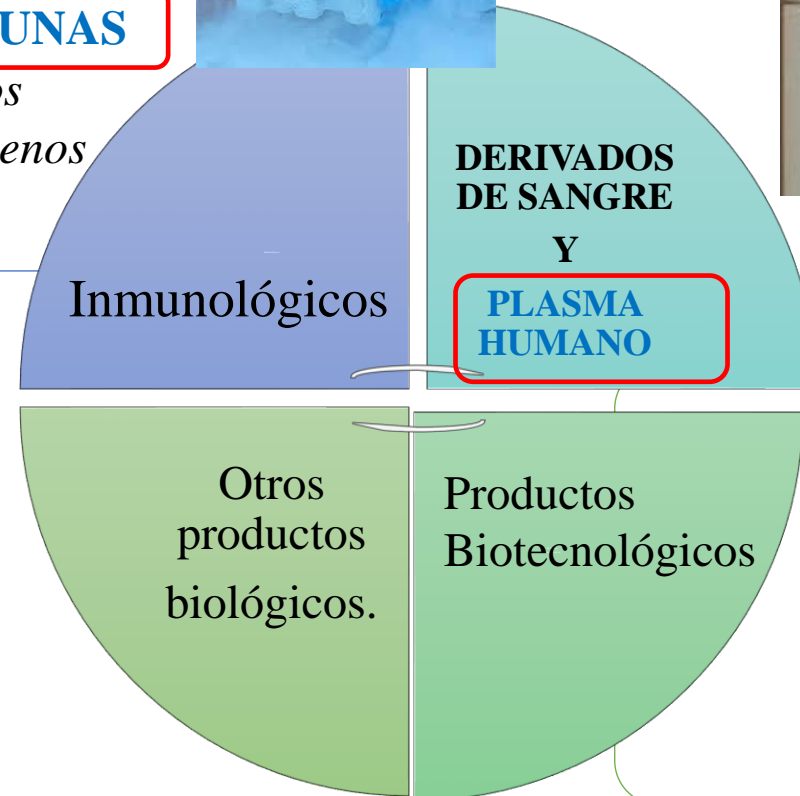 UNAS
os
enos
Inmunológicos
DERIVADOS
DE SANGRE
Y
PLASMA
HUMANO
Otros
productos
biológicos.
Productos
Biotecnológicos